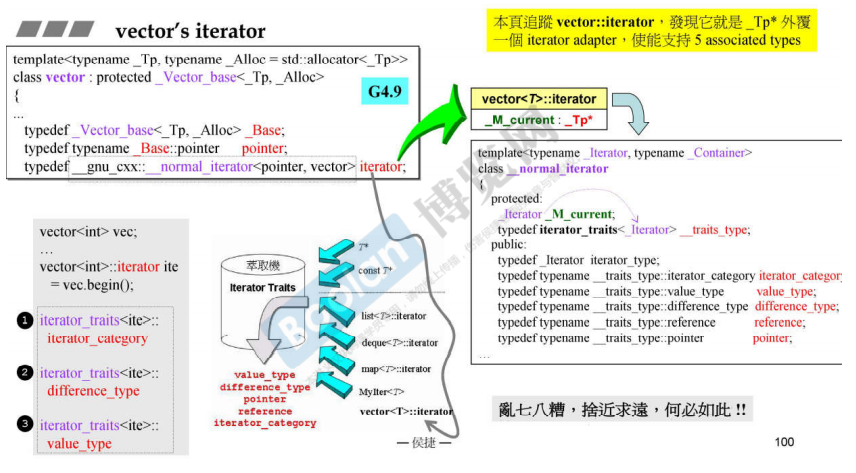 vector's iterator
本頁追蹤 vector::iterator，發現它就是 _Tp* 外覆
一個 iterator adapter，使能支持 5 associated types
template<typename _Tp, typename _Alloc = std::allocator<_Tp>>
class vector : protected _Vector_base<_Tp, _Alloc>
{
G4.9
...
typedef _Vector_base<_Tp, _Alloc> _Base;
typedef typename _Base::pointer pointer;
typedef __gnu_cxx::__normal_iterator<pointer, vector> iterator;
vector<T>::iterator
_M_current : _Tp*
template<typename _Iterator, typename _Container>
class __normal_iterator
{
protected:
_Iterator _M_current;
typedef iterator_traits<_Iterator> __traits_type;
public:
typedef _Iterator iterator_type;
typedef typename __traits_type::iterator_category iterator_category
typedef typename __traits_type::value_type value_type;
typedef typename __traits_type::difference_type difference_type;
typedef typename __traits_type::reference reference;
typedef typename __traits_type::pointer pointer;
...
vector<int> vec;
...
vector<int>::iterator ite
= vec.begin();
1 iterator_traits<ite>::
iterator_category
2 iterator_traits<ite>::
difference_type
3 iterator_traits<ite>::
value_type
萃取機
Iterator Traits
T*
const T*
list<T>::iterator
deque<T>::iterator
map<T>::iterator
MyIter<T>
vector<T>::iterator
value_type
difference_type
pointer
reference
iterator_category
Boolan 博览网
亂七八糟，捨近求遠，何必如此 !!
— 侯捷 —
100